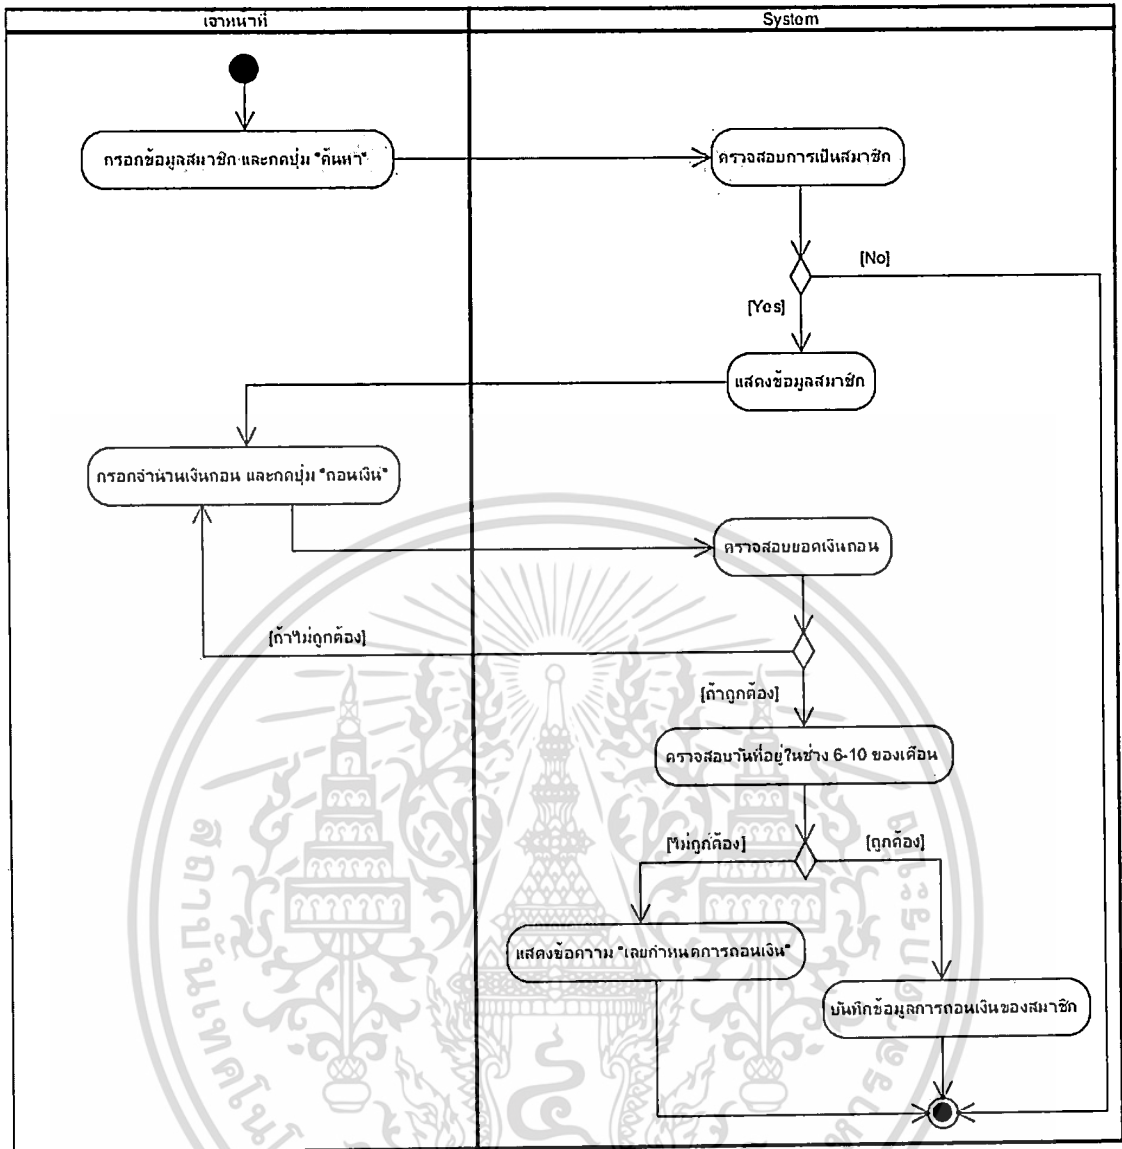 เจ้าหน้าที่
System
กรอกข้อมูลสมาชิก และกดปุ่ม "ค้นหา"
ตรวจสอบการเป็นสมาชิก
[No]
[Yes]
แสดงข้อมูลสมาชิก
กรอกจำนวนเงินถอน และกดปุ่ม "ถอนเงิน"
ตรวจสอบยอดเงินถอน
[ถ้าไม่ถูกต้อง]
[ถ้าถูกต้อง]
ตรวจสอบวันที่อยู่ในช่วง 6-10 ของเดือน
[ไม่ถูกต้อง]
[ถูกต้อง]
แสดงข้อความ "เลยกำหนดการถอนเงิน"
บันทึกข้อมูลการถอนเงินของสมาชิก